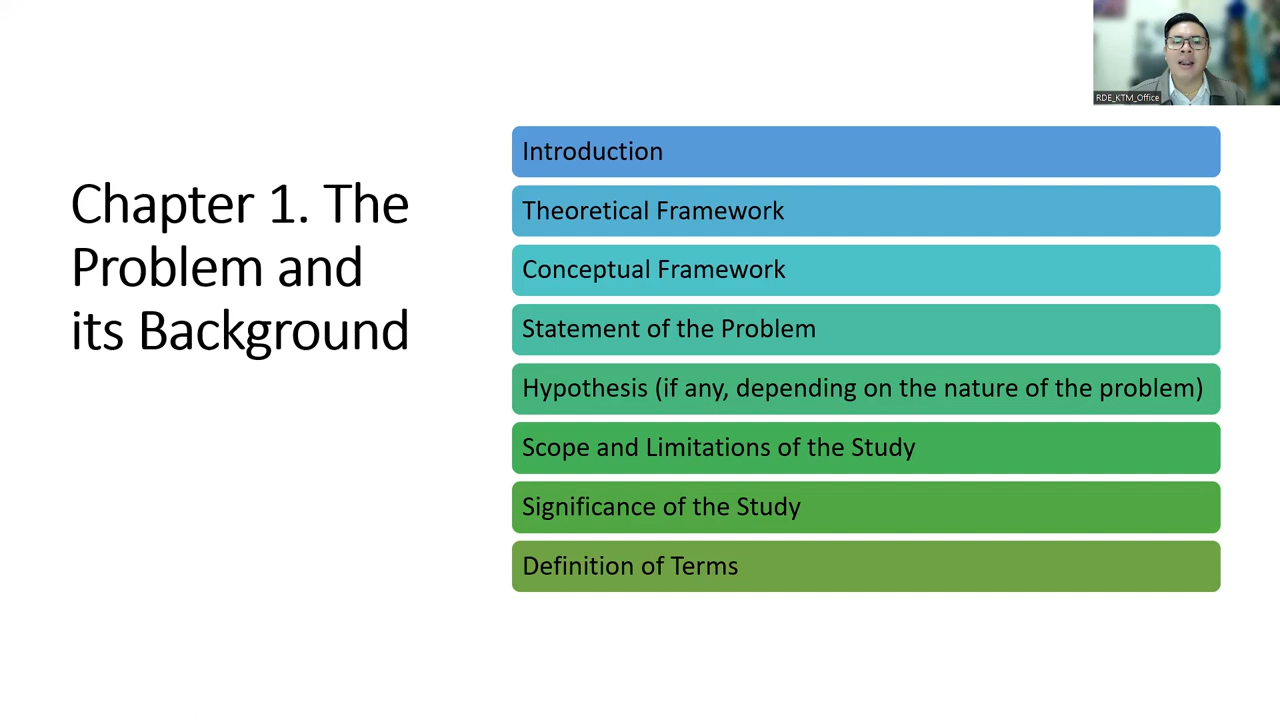 RDE_KTM_Office
Chapter 1. The
Problem and
its Background
Introduction
Theoretical Framework
Conceptual Framework
Statement of the Problem
Hypothesis (if any, depending on the nature of the problem)
Scope and Limitations of the Study
Significance of the Study
Definition of Terms